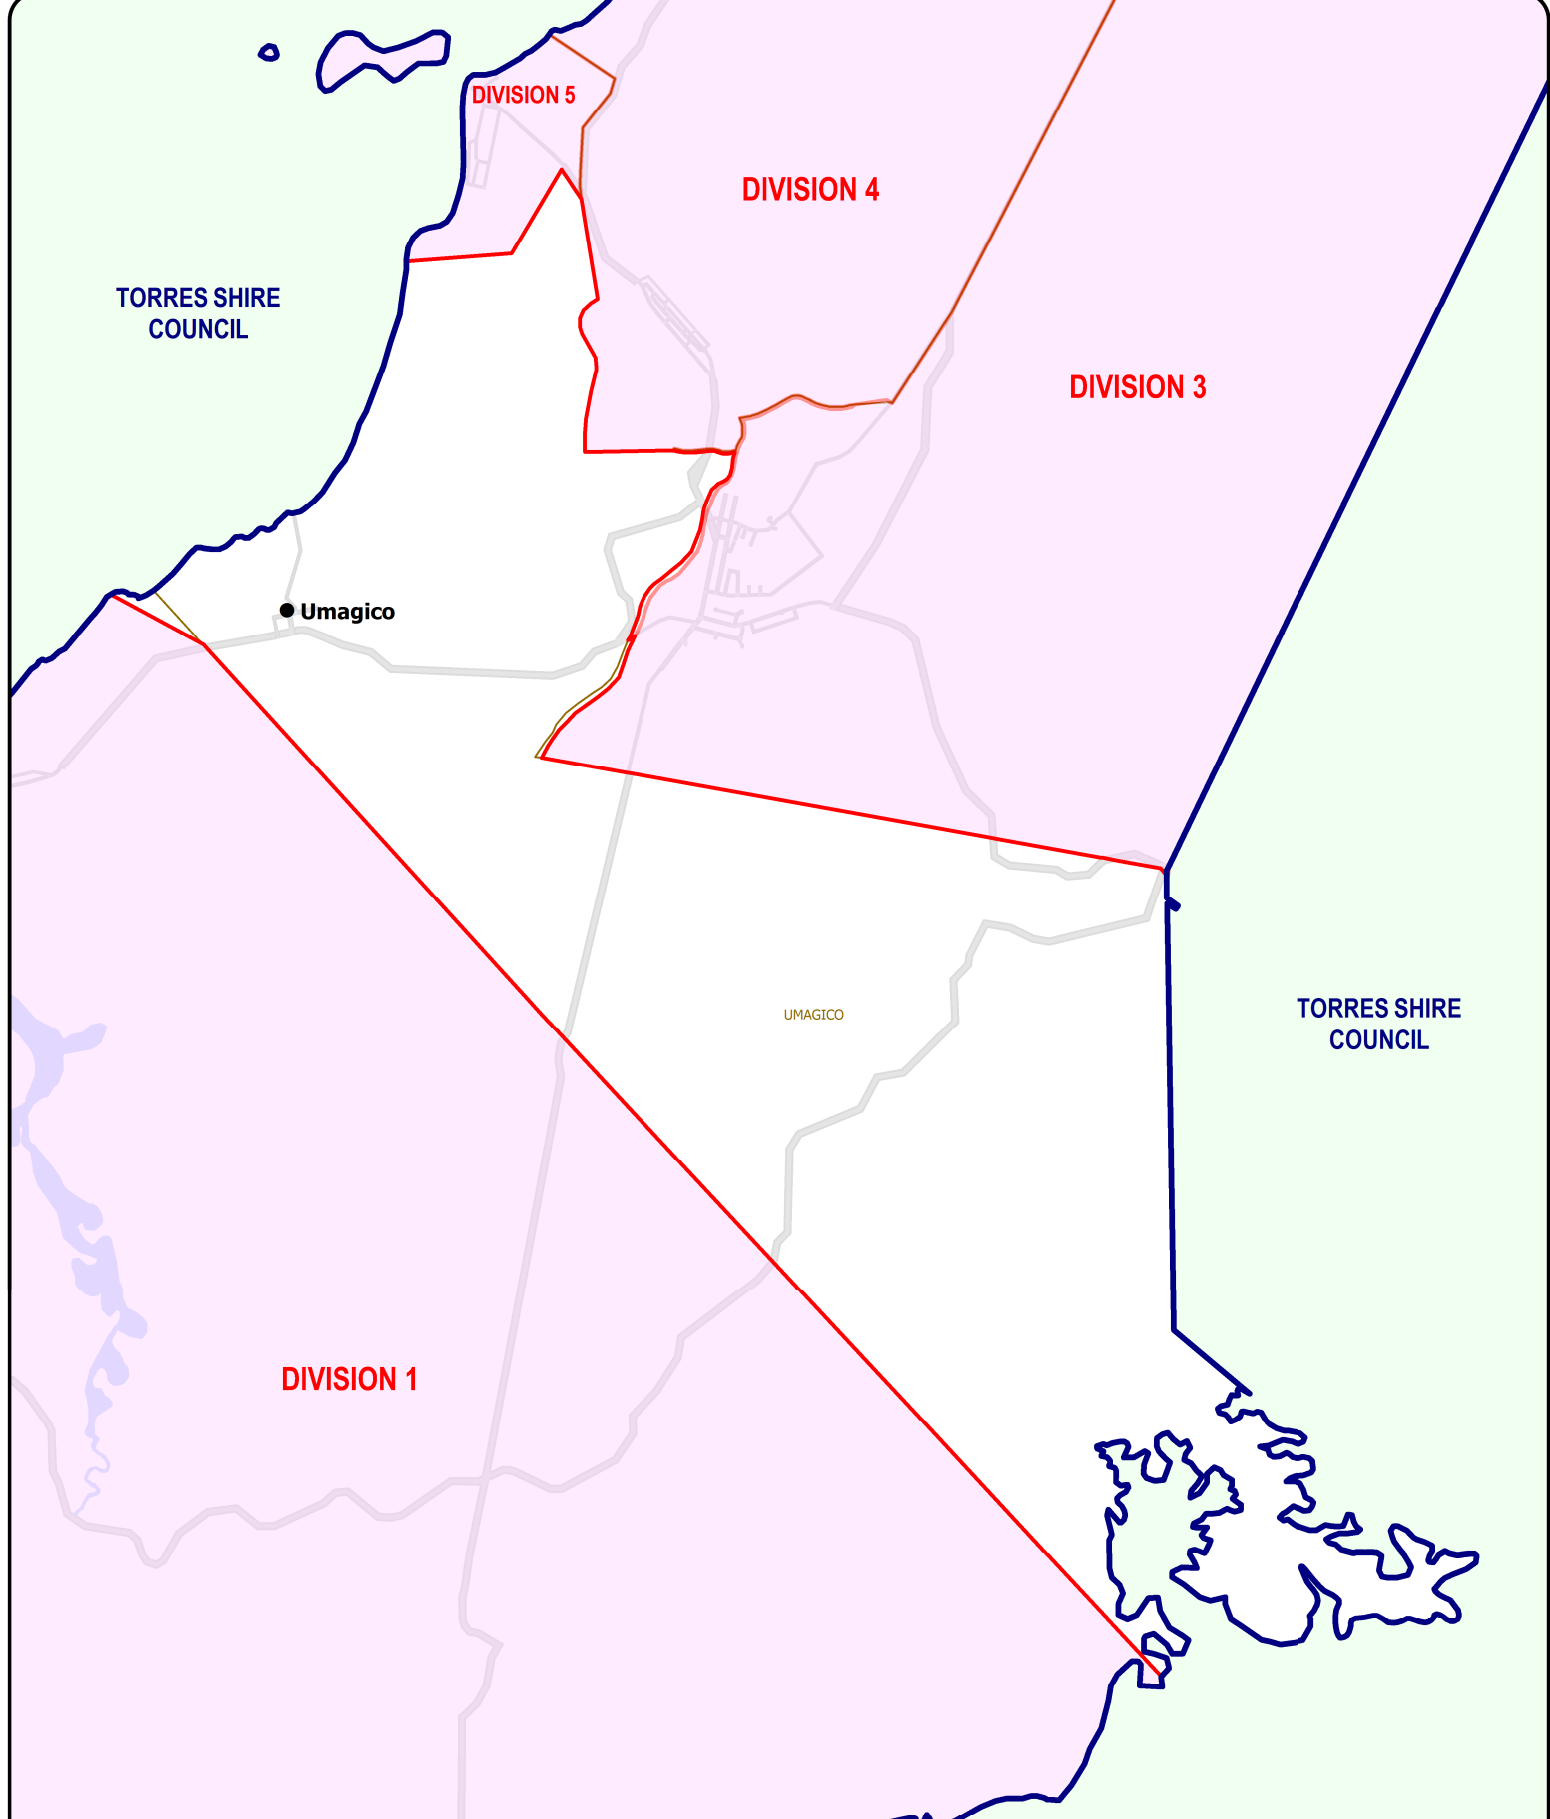 DIVISION 5
DIVISION 4
TORRES SHIRE
COUNCIL
DIVISION 3
Umagico
UMAGICO
TORRES SHIRE
COUNCIL
DIVISION 1